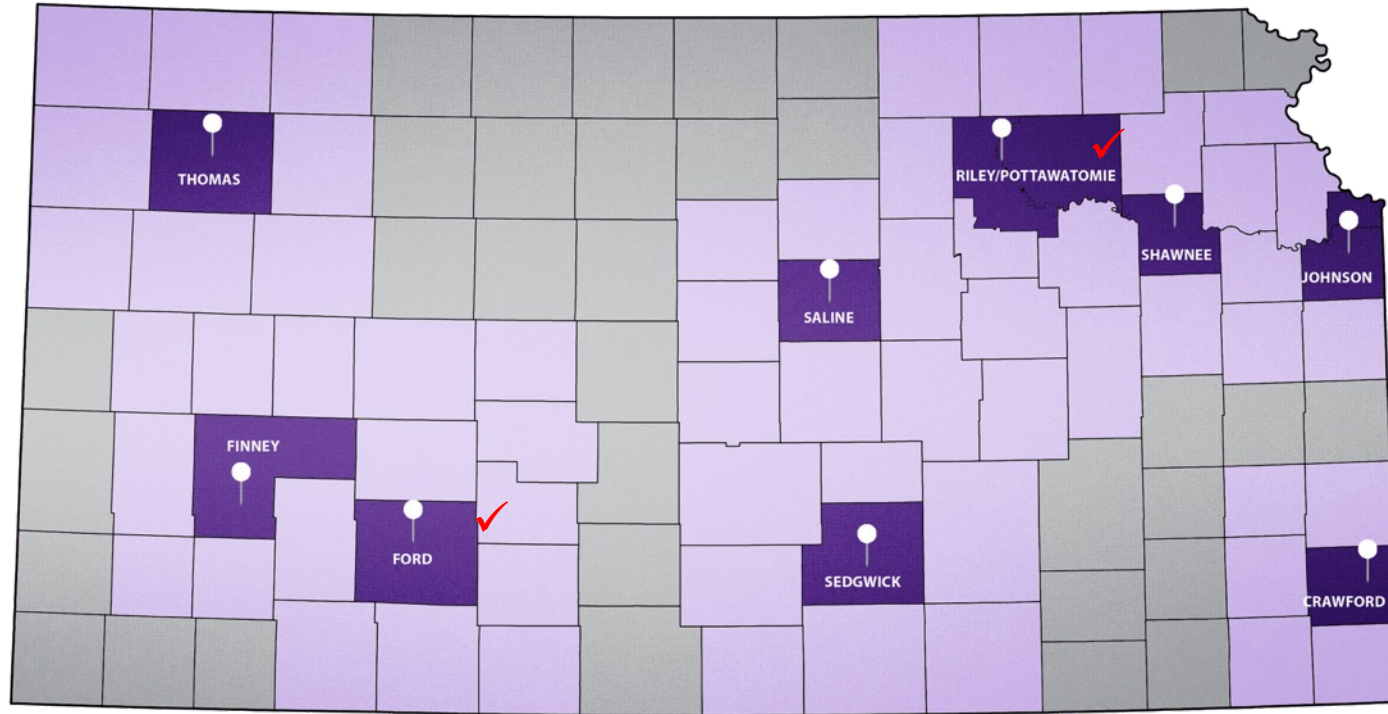 THOMAS
RILEY/POTTAWATOMIE
SHAWNEE
JOHNSON
SALINE
FINNEY
FORD
SEDGWICK
CRAWFORD